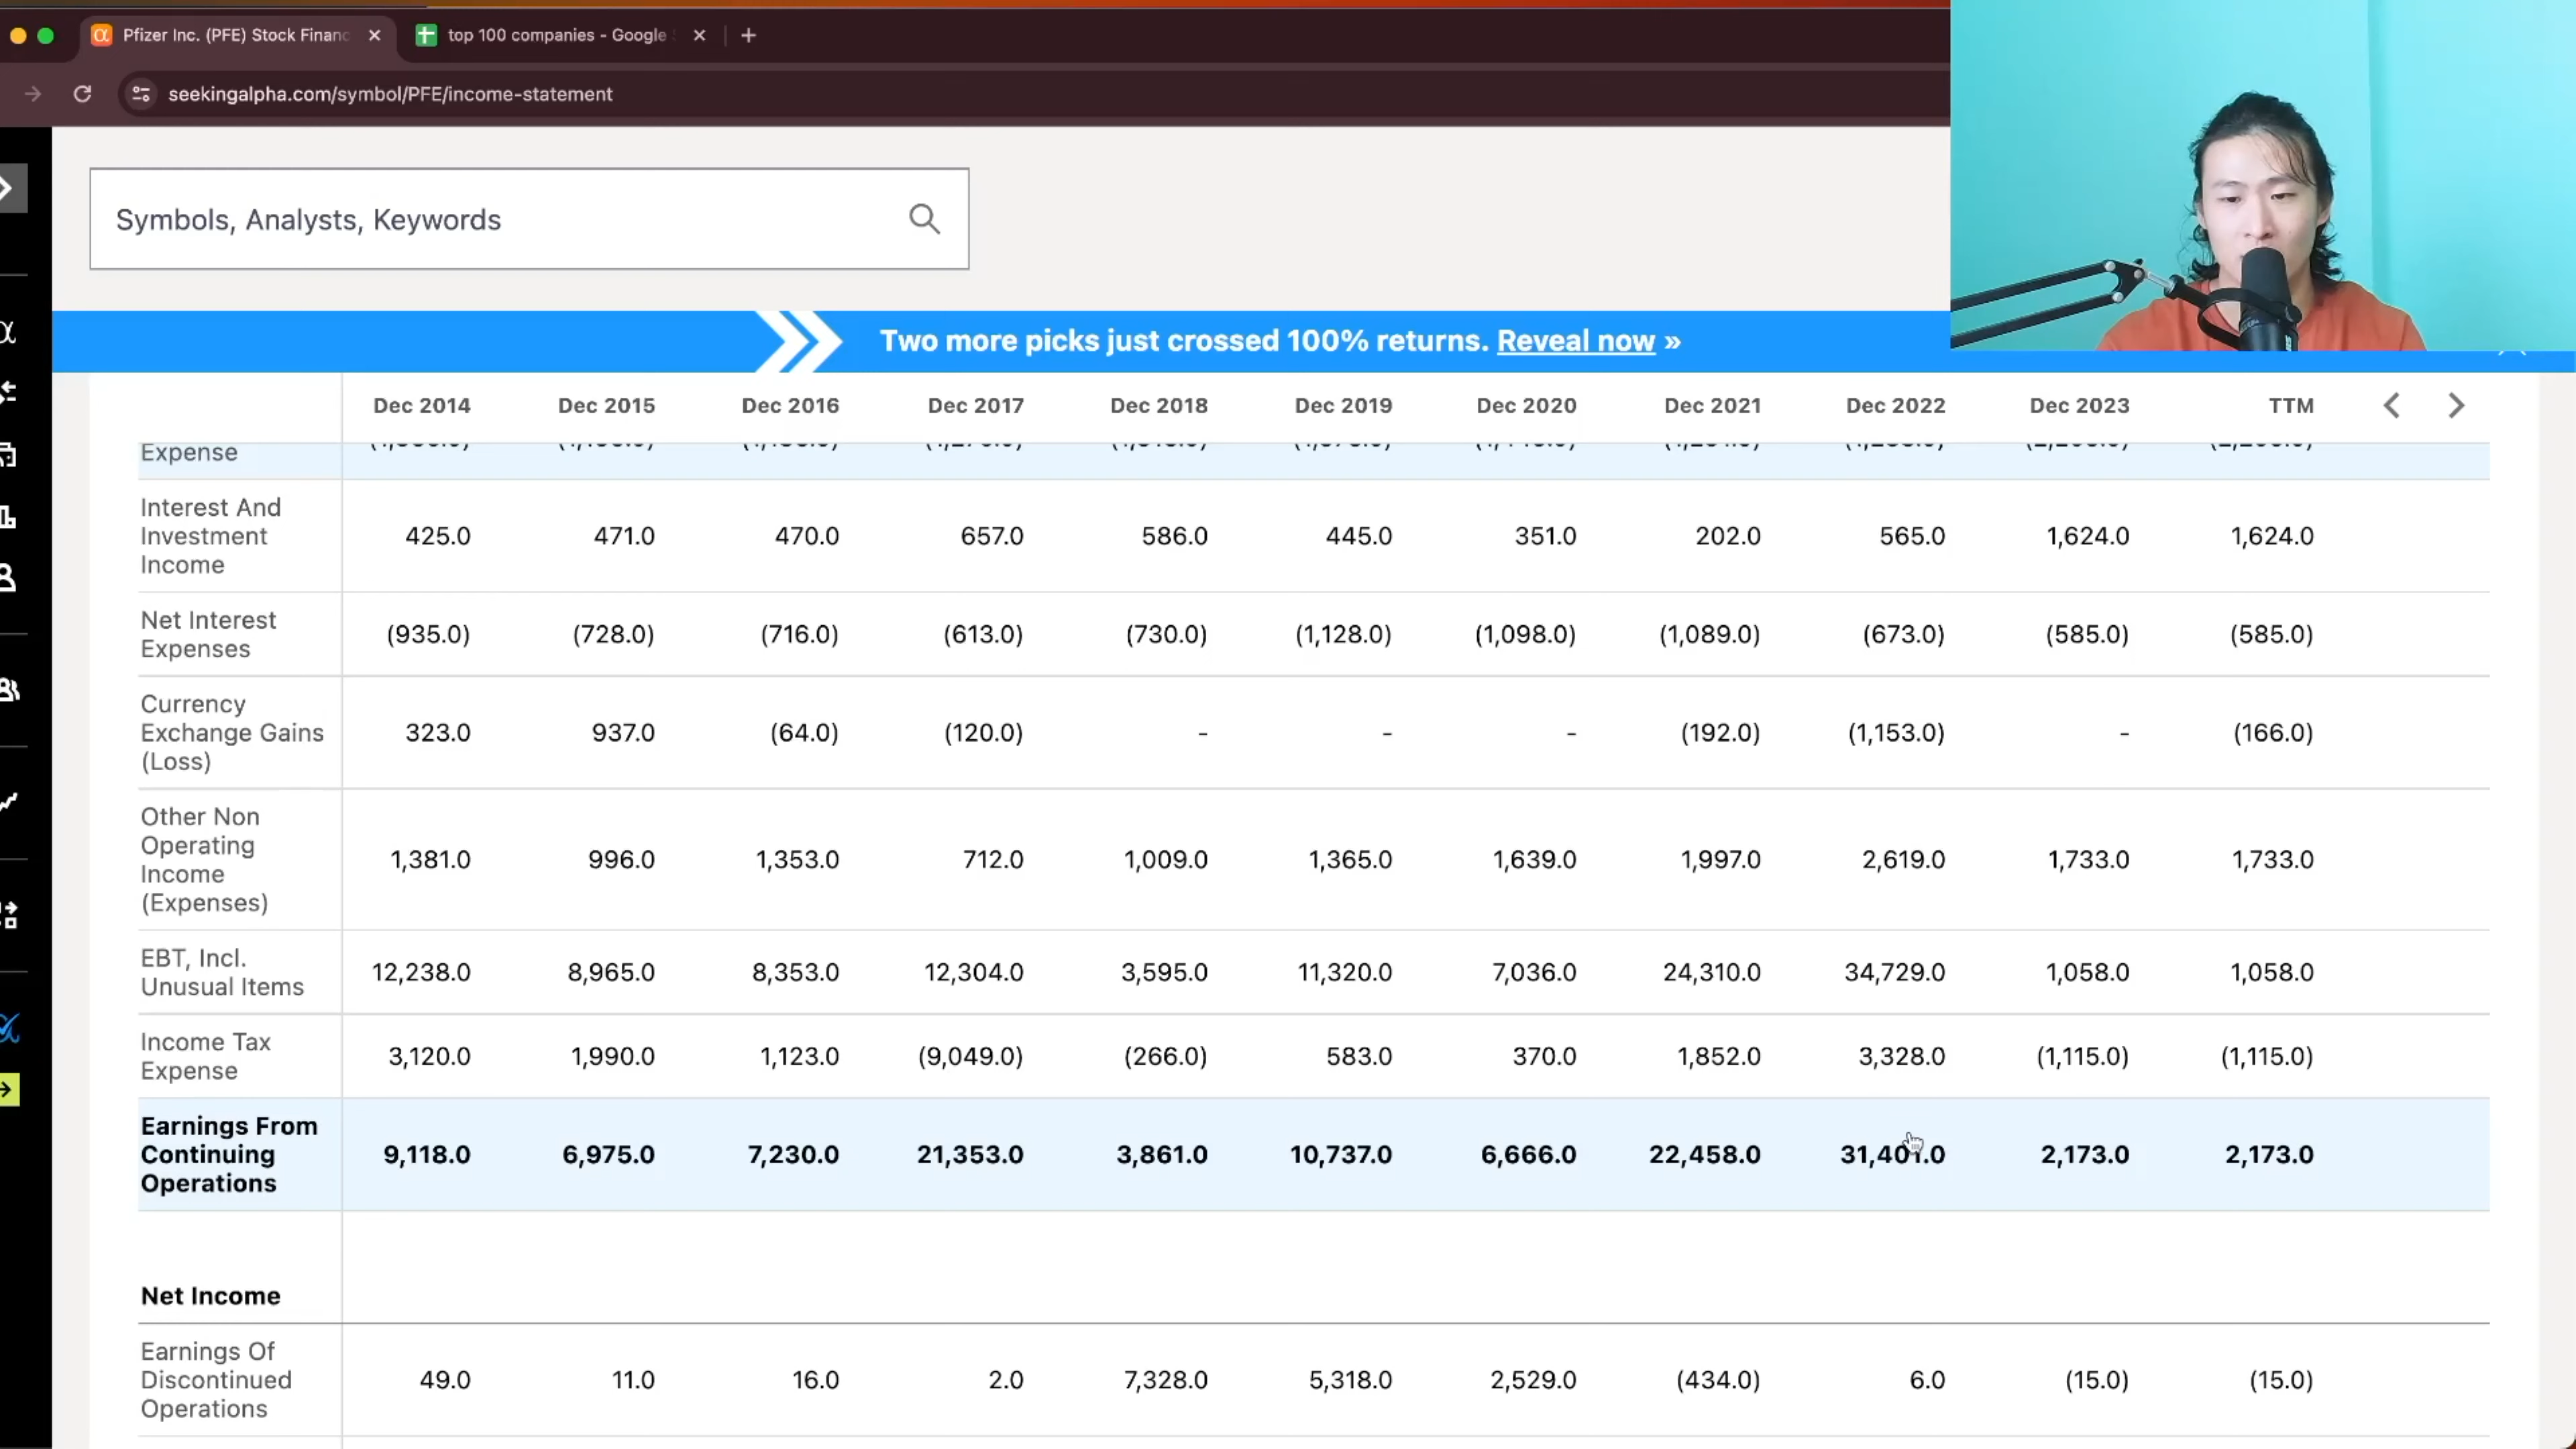 Pfizer Inc. (PFE) Stock Financ
top 100 companies - Google
seekingalpha.com/symbol/PFE/income-statement
Symbols, Analysts, Keywords
Two more picks just crossed 100% returns. Reveal now »
Dec 2014 Dec 2015 Dec 2016 Dec 2017 Dec 2018 Dec 2019 Dec 2020 Dec 2021 Dec 2022 Dec 2023 TTM
Expense
Interest And
Investment
Income
425.0 471.0 470.0 657.0 586.0 445.0 351.0 202.0 565.0 1,624.0 1,624.0
Net Interest
Expenses
(935.0) (728.0) (716.0) (613.0) (730.0) (1,128.0) (1,098.0) (1,089.0) (673.0) (585.0) (585.0)
Currency
Exchange Gains
(Loss)
323.0 937.0 (64.0) (120.0) - - - (192.0) (1,153.0) - (166.0)
Other Non
Operating
Income
(Expenses)
1,381.0 996.0 1,353.0 712.0 1,009.0 1,365.0 1,639.0 1,997.0 2,619.0 1,733.0 1,733.0
EBT, Incl.
Unusual Items
12,238.0 8,965.0 8,353.0 12,304.0 3,595.0 11,320.0 7,036.0 24,310.0 34,729.0 1,058.0 1,058.0
Income Tax
Expense
3,120.0 1,990.0 1,123.0 (9,049.0) (266.0) 583.0 370.0 1,852.0 3,328.0 (1,115.0) (1,115.0)
Earnings From
Continuing
Operations
9,118.0 6,975.0 7,230.0 21,353.0 3,861.0 10,737.0 6,666.0 22,458.0 31,401.0 2,173.0 2,173.0
Net Income
Earnings Of
Discontinued
Operations
49.0 11.0 16.0 2.0 7,328.0 5,318.0 2,529.0 (434.0) 6.0 (15.0) (15.0)